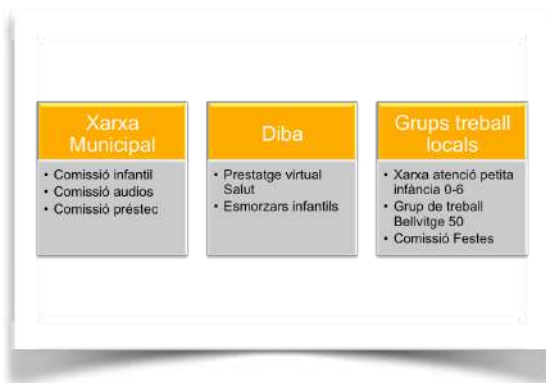 Xarxa
Municipal
• Comissió infantil
• Comissió audios
• Comissió préstec
Diba
• Prestatge virtual
Salut
• Esmorzars infantils
Grups treball
locals
• Xarxa atenció petita
infància 0-6
• Grup de treball
Bellvitge 50
• Comissió Festes